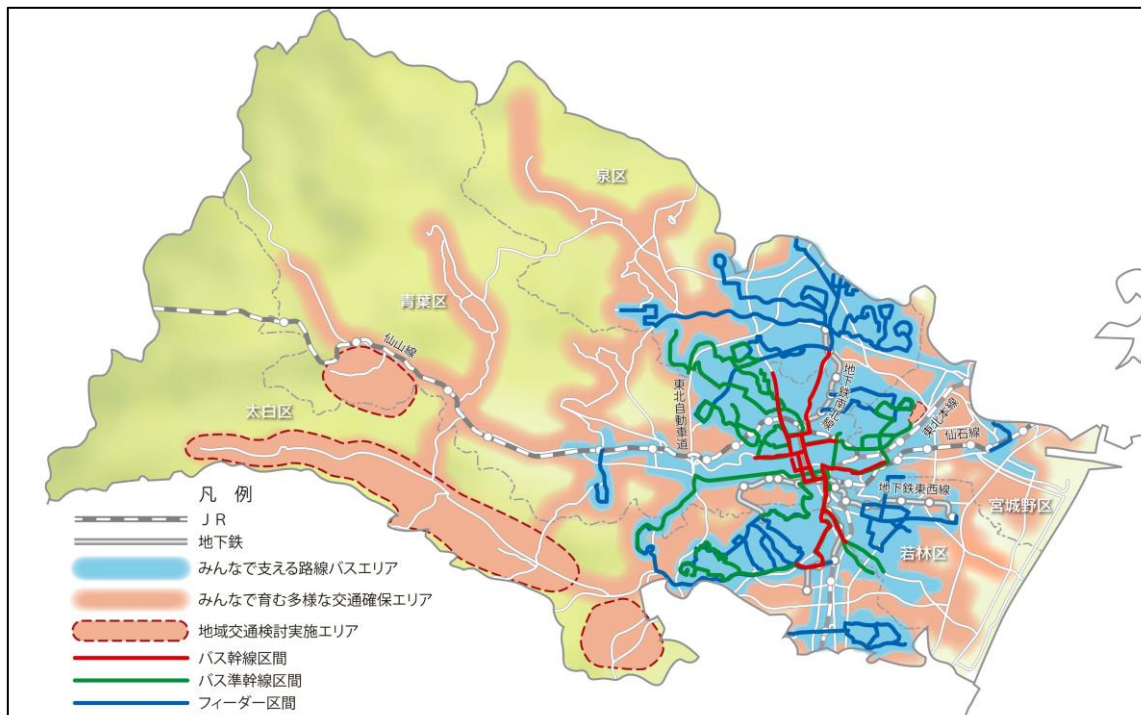 泉区
青葉区
仙山線
太白区
東北自動車道
地下鉄南北線
東北本線
仙石線
地下鉄東西線
宮城野区
若林区
凡 例
JR
地下鉄
みんなで支える路線バスエリア
みんなで育む多様な交通確保エリア
地域交通検討実施エリア
バス幹線区間
バス準幹線区間
フィーダー区間